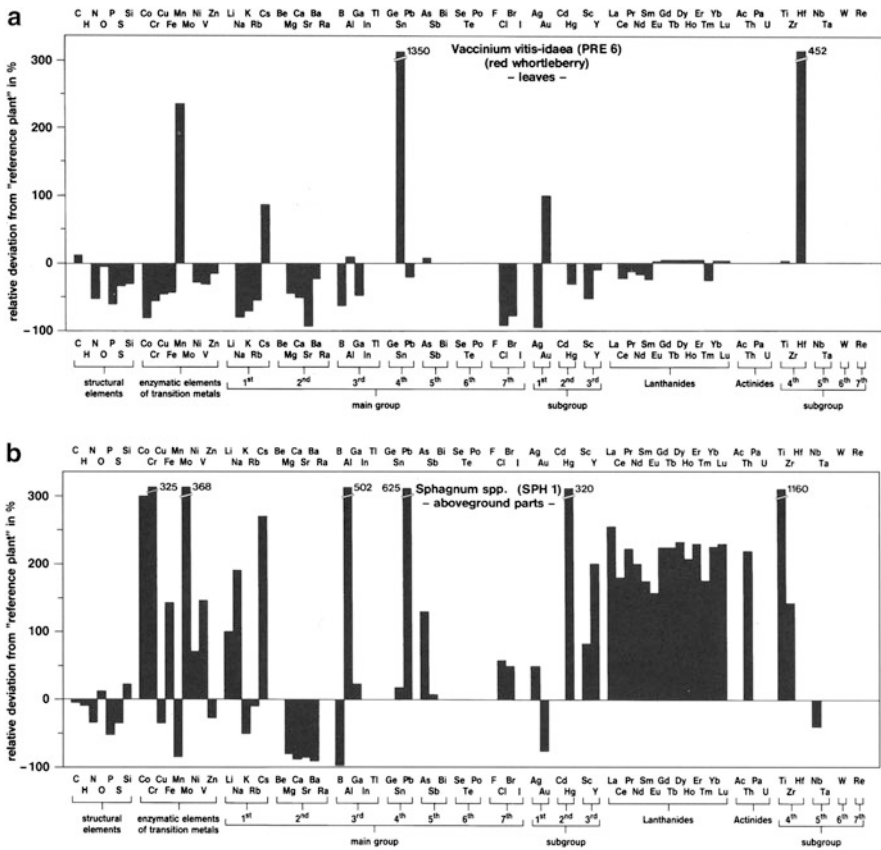 a
C N P Si Co Cu Mn Ni Zn Li K Cs Be Ca Ba B Ga Tl Ge Pb As Bi Se Po F Br Ag Cd Sc La Pr Sm Gd Dy Er Yb Ac Pa Ti Hf Nb W Re
H O S Cr Fe Mo V Na Rb Mg Sr Ra Al In Sn Sb Te Cl I Au Hg Y Ce Nd Eu Tb Ho Tm Lu Th U Zr Ta
1350
Vaccinium vitis-idaea (PRE 6)
452
(red whortleberry)
– leaves –
relative deviation from "reference plant" in %
300
200
100
0
–100
C N P Si Co Cu Mn Ni Zn Li K Cs Be Ca Ba B Ga Tl Ge Pb As Bi Se Po F Br Ag Cd Sc La Pr Sm Gd Dy Er Yb Ac Pa Ti Hf Nb W Re
H O S Cr Fe Mo V Na Rb Mg Sr Ra Al In Sn Sb Te Cl I Au Hg Y Ce Nd Eu Tb Ho Tm Lu Th U Zr Ta
structural elements
enzymatic elements of transition metals
1st 2nd 3rd 4th 5th 6th 7th 1st 2nd 3rd Lanthanides Actinides 4th 5th 6th 7th
main group
subgroup
subgroup
b
C N P Si Co Cu Mn Ni Zn Li K Cs Be Ca Ba B Ga Tl Ge Pb As Bi Se Po F Br Ag Cd Sc La Pr Sm Gd Dy Er Yb Ac Pa Ti Hf Nb W Re
H O S Cr Fe Mo V Na Rb Mg Sr Ra Al In Sn Sb Te Cl I Au Hg Y Ce Nd Eu Tb Ho Tm Lu Th U Zr Ta
325
368
502
625
Sphagnum spp. (SPH 1)
320
1160
– aboveground parts –
relative deviation from "reference plant" in %
300
200
100
0
–100
C N P Si Co Cu Mn Ni Zn Li K Cs Be Ca Ba B Ga Tl Ge Pb As Bi Se Po F Br Ag Cd Sc La Pr Sm Gd Dy Er Yb Ac Pa Ti Hf Nb W Re
H O S Cr Fe Mo V Na Rb Mg Sr Ra Al In Sn Sb Te Cl I Au Hg Y Ce Nd Eu Tb Ho Tm Lu Th U Zr Ta
structural elements
enzymatic elements of transition metals
1st 2nd 3rd 4th 5th 6th 7th 1st 2nd 3rd Lanthanides Actinides 4th 5th 6th 7th
main group
subgroup
subgroup